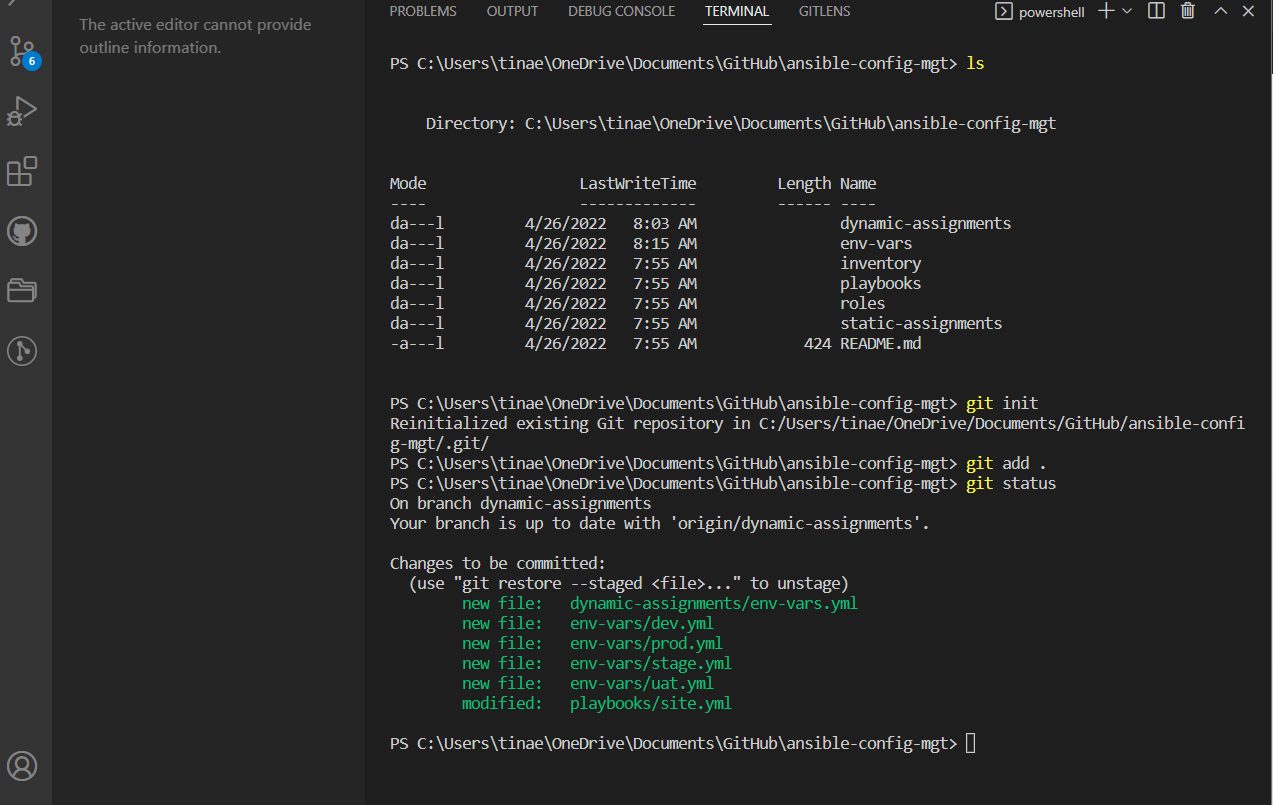 PROBLEMS OUTPUT DEBUG CONSOLE TERMINAL GITLENS powershell
The active editor cannot provide
outline information.
6
PS C:\Users\tinae\OneDrive\Documents\GitHub\ansible-config-mgt> ls
Directory: C:\Users\tinae\OneDrive\Documents\GitHub\ansible-config-mgt
Mode LastWriteTime Length Name
---- ------------- ------ ----
da---l 4/26/2022 8:03 AM dynamic-assignments
da---l 4/26/2022 8:15 AM env-vars
da---l 4/26/2022 7:55 AM inventory
da---l 4/26/2022 7:55 AM playbooks
da---l 4/26/2022 7:55 AM roles
da---l 4/26/2022 7:55 AM static-assignments
-a---l 4/26/2022 7:55 AM 424 README.md
PS C:\Users\tinae\OneDrive\Documents\GitHub\ansible-config-mgt> git init
Reinitialized existing Git repository in C:/Users/tinae/OneDrive/Documents/GitHub/ansible-confi
g-mgt/.git/
PS C:\Users\tinae\OneDrive\Documents\GitHub\ansible-config-mgt> git add .
PS C:\Users\tinae\OneDrive\Documents\GitHub\ansible-config-mgt> git status
On branch dynamic-assignments
Your branch is up to date with 'origin/dynamic-assignments'.
Changes to be committed:
(use "git restore --staged <file>..." to unstage)
new file: dynamic-assignments/env-vars.yml
new file: env-vars/dev.yml
new file: env-vars/prod.yml
new file: env-vars/stage.yml
new file: env-vars/uat.yml
modified: playbooks/site.yml
PS C:\Users\tinae\OneDrive\Documents\GitHub\ansible-config-mgt>